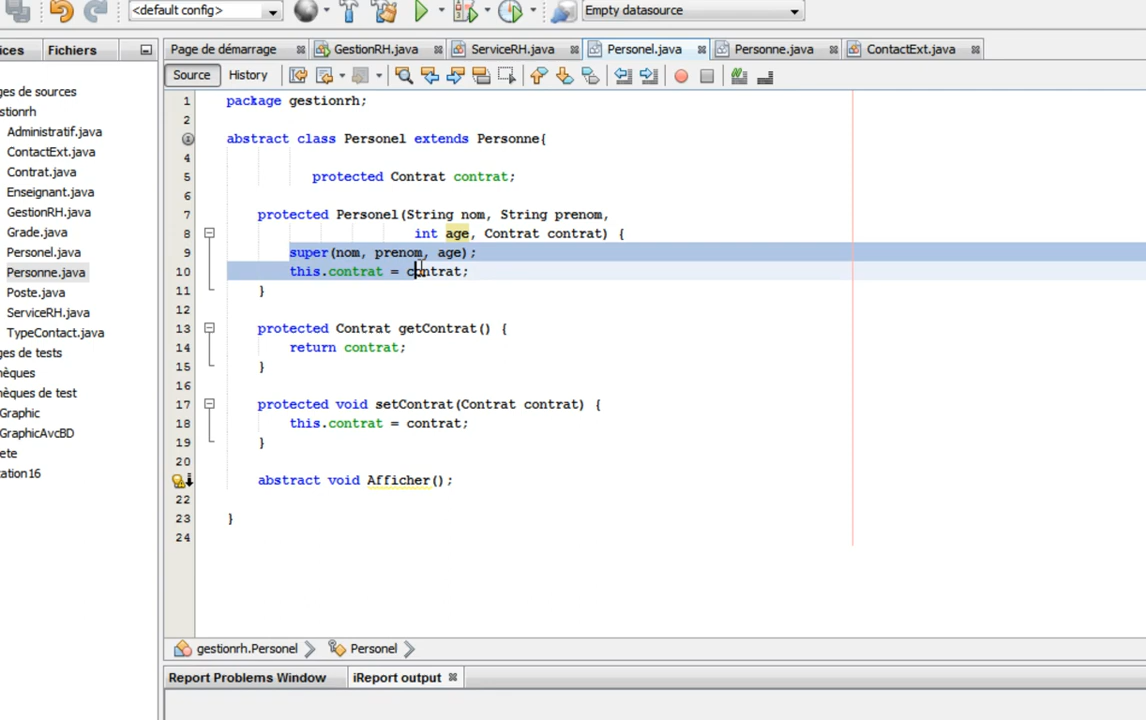 <default config>
Empty datasource
ices
Fichiers
Page de démarrage
GestionRH.java
ServiceRH.java
Personel.java
Personne.java
ContactExt.java
Source
History
ges de sources
stionrh
Administratif.java
ContactExt.java
Contrat.java
Enseignant.java
GestionRH.java
Grade.java
Personel.java
Personne.java
Poste.java
ServiceRH.java
TypeContact.java
ges de tests
hèques
hèques de test
Graphic
GraphicAvcBD
ete
tation16
1 package gestionrh;
2
abstract class Personel extends Personne{
4
5 protected Contrat contrat;
6
7 protected Personel(String nom, String prenom,
8 int age, Contrat contrat) {
9 super(nom, prenom, age);
10 this.contrat = contrat;
11 }
12
13 protected Contrat getContrat() {
14 return contrat;
15 }
16
17 protected void setContrat(Contrat contrat) {
18 this.contrat = contrat;
19 }
20
abstract void Afficher();
22
23 }
24
gestionrh.Personel
Personel
Report Problems Window
iReport output